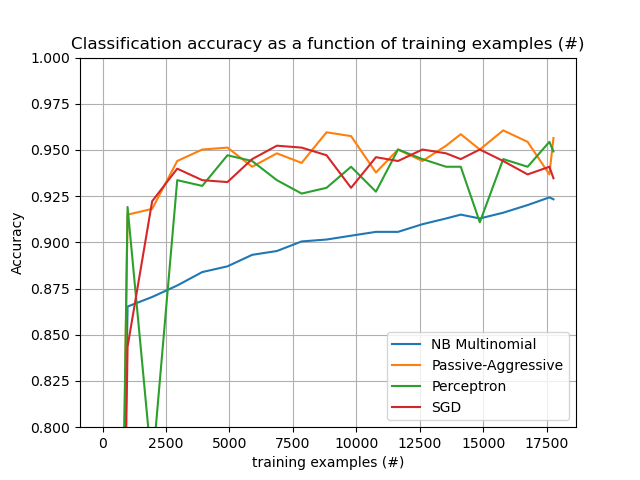 Classification accuracy as a function of training examples (#)
1.000
0.975
0.950
0.925
0.900
0.875
0.850
0.825
0.800
Accuracy
NB Multinomial
Passive-Aggressive
Perceptron
SGD
0 2500 5000 7500 10000 12500 15000 17500
training examples (#)